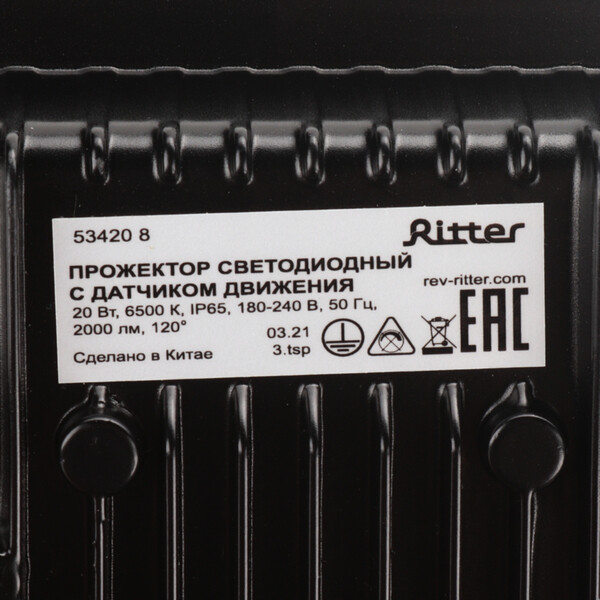 53420 8
Ritter
ПРОЖЕКТОР СВЕТОДИОДНЫЙ
С ДАТЧИКОМ ДВИЖЕНИЯ
rev-ritter.com
20 Вт, 6500 К, IP65, 180-240 В, 50 Гц,
2000 лм, 120°
03.21
3.tsp
EAC
Сделано в Китае